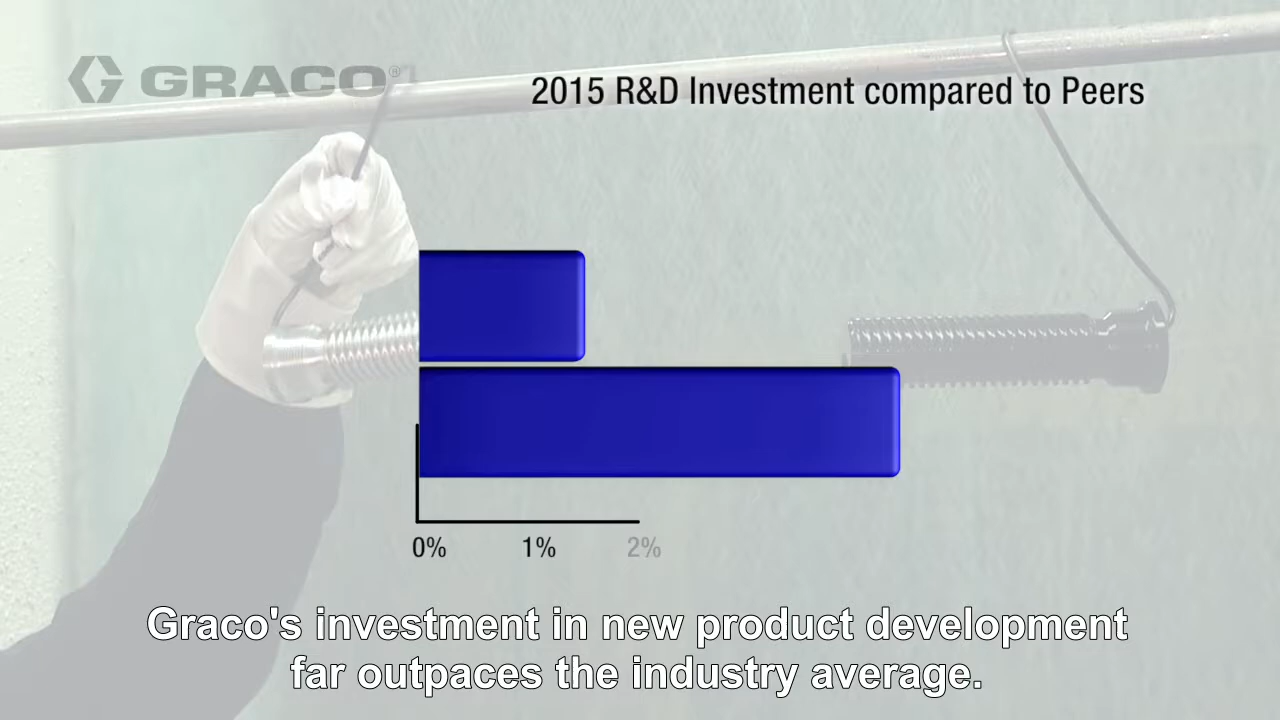 GRACO®
2015 R&D Investment compared to Peers
0% 1% 2%
Graco's investment in new product development
far outpaces the industry average.